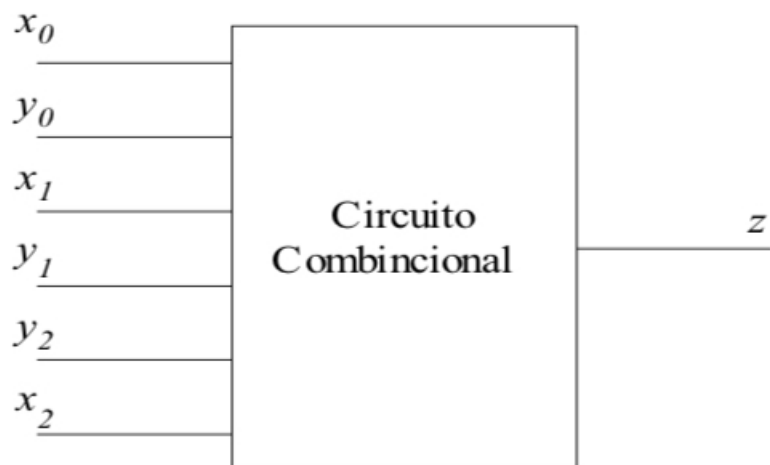 x0
y0
x1
y1
y2
x2
Circuito
Combincional
z